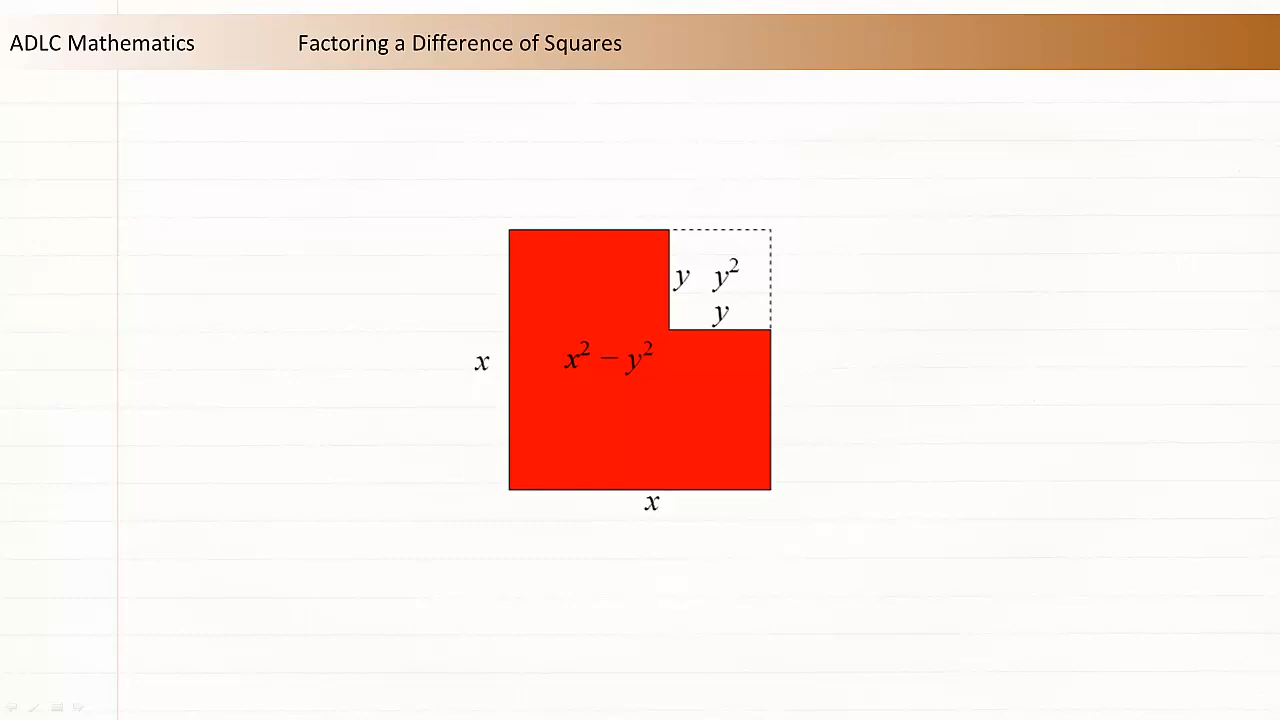 ADLC Mathematics Factoring a Difference of Squares
y y²
y
x² − y²
x
x